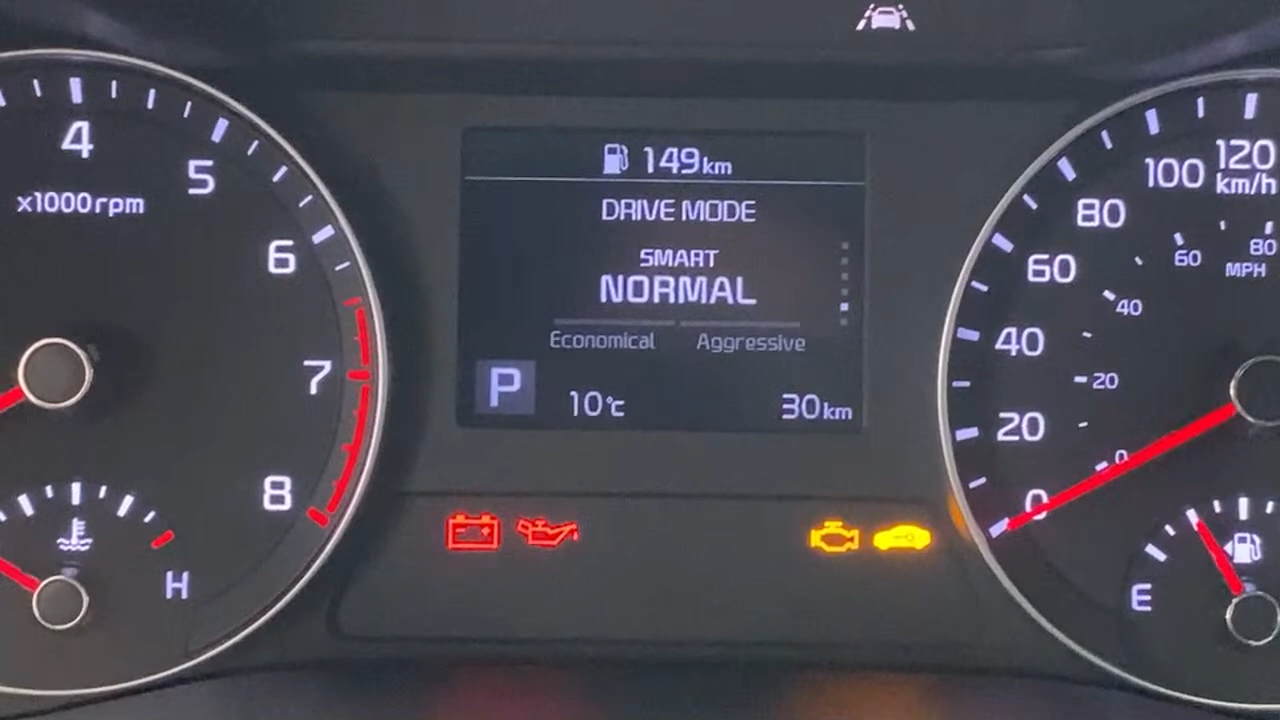 4
5
x1000rpm
6
7
8
H
149km
DRIVE MODE
SMART
NORMAL
Economical Aggressive
P 10°C 30km
120
100 km/h
80
60
40
20
0
80
60 MPH
40
20
0
E